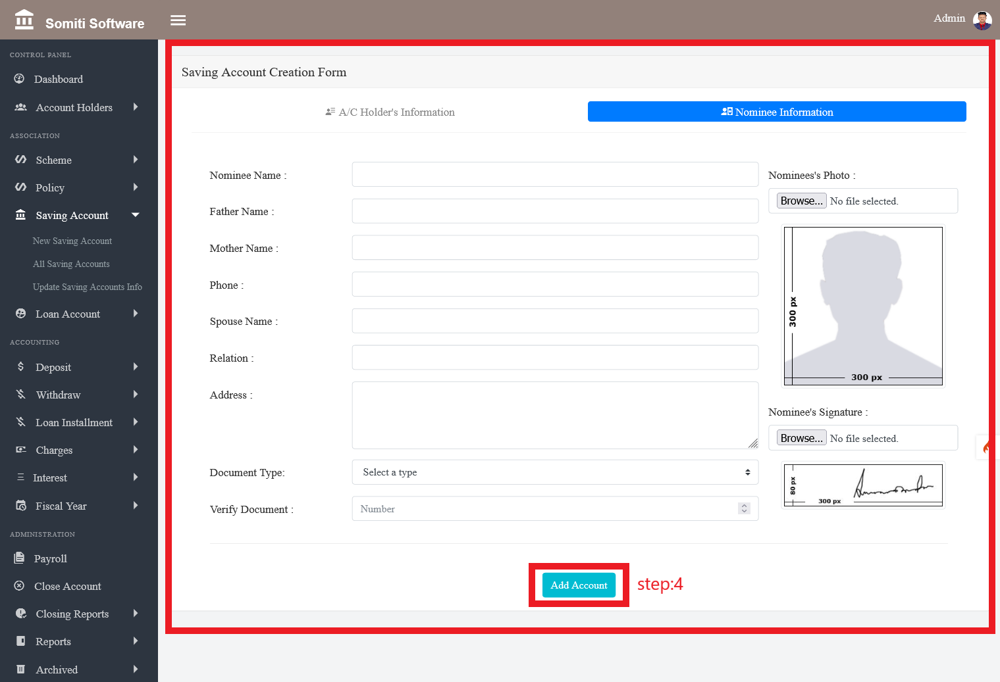 Somiti Software
Admin
CONTROL PANEL
Dashboard
Account Holders
ASSOCIATION
Scheme
Policy
Saving Account
New Saving Account
All Saving Accounts
Update Saving Accounts Info
Loan Account
ACCOUNTING
Deposit
Withdraw
Loan Installment
Charges
Interest
Fiscal Year
ADMINISTRATION
Payroll
Close Account
Closing Reports
Reports
Archived
Saving Account Creation Form
A/C Holder's Information
Nominee Information
Nominee Name :
Father Name :
Mother Name :
Phone :
Spouse Name :
Relation :
Address :
Document Type:
Select a type
Verify Document :
Number
Nominees's Photo :
Browse... No file selected.
300 px
300 px
Nominee's Signature :
Browse... No file selected.
80 px
300 px
Add Account
step:4